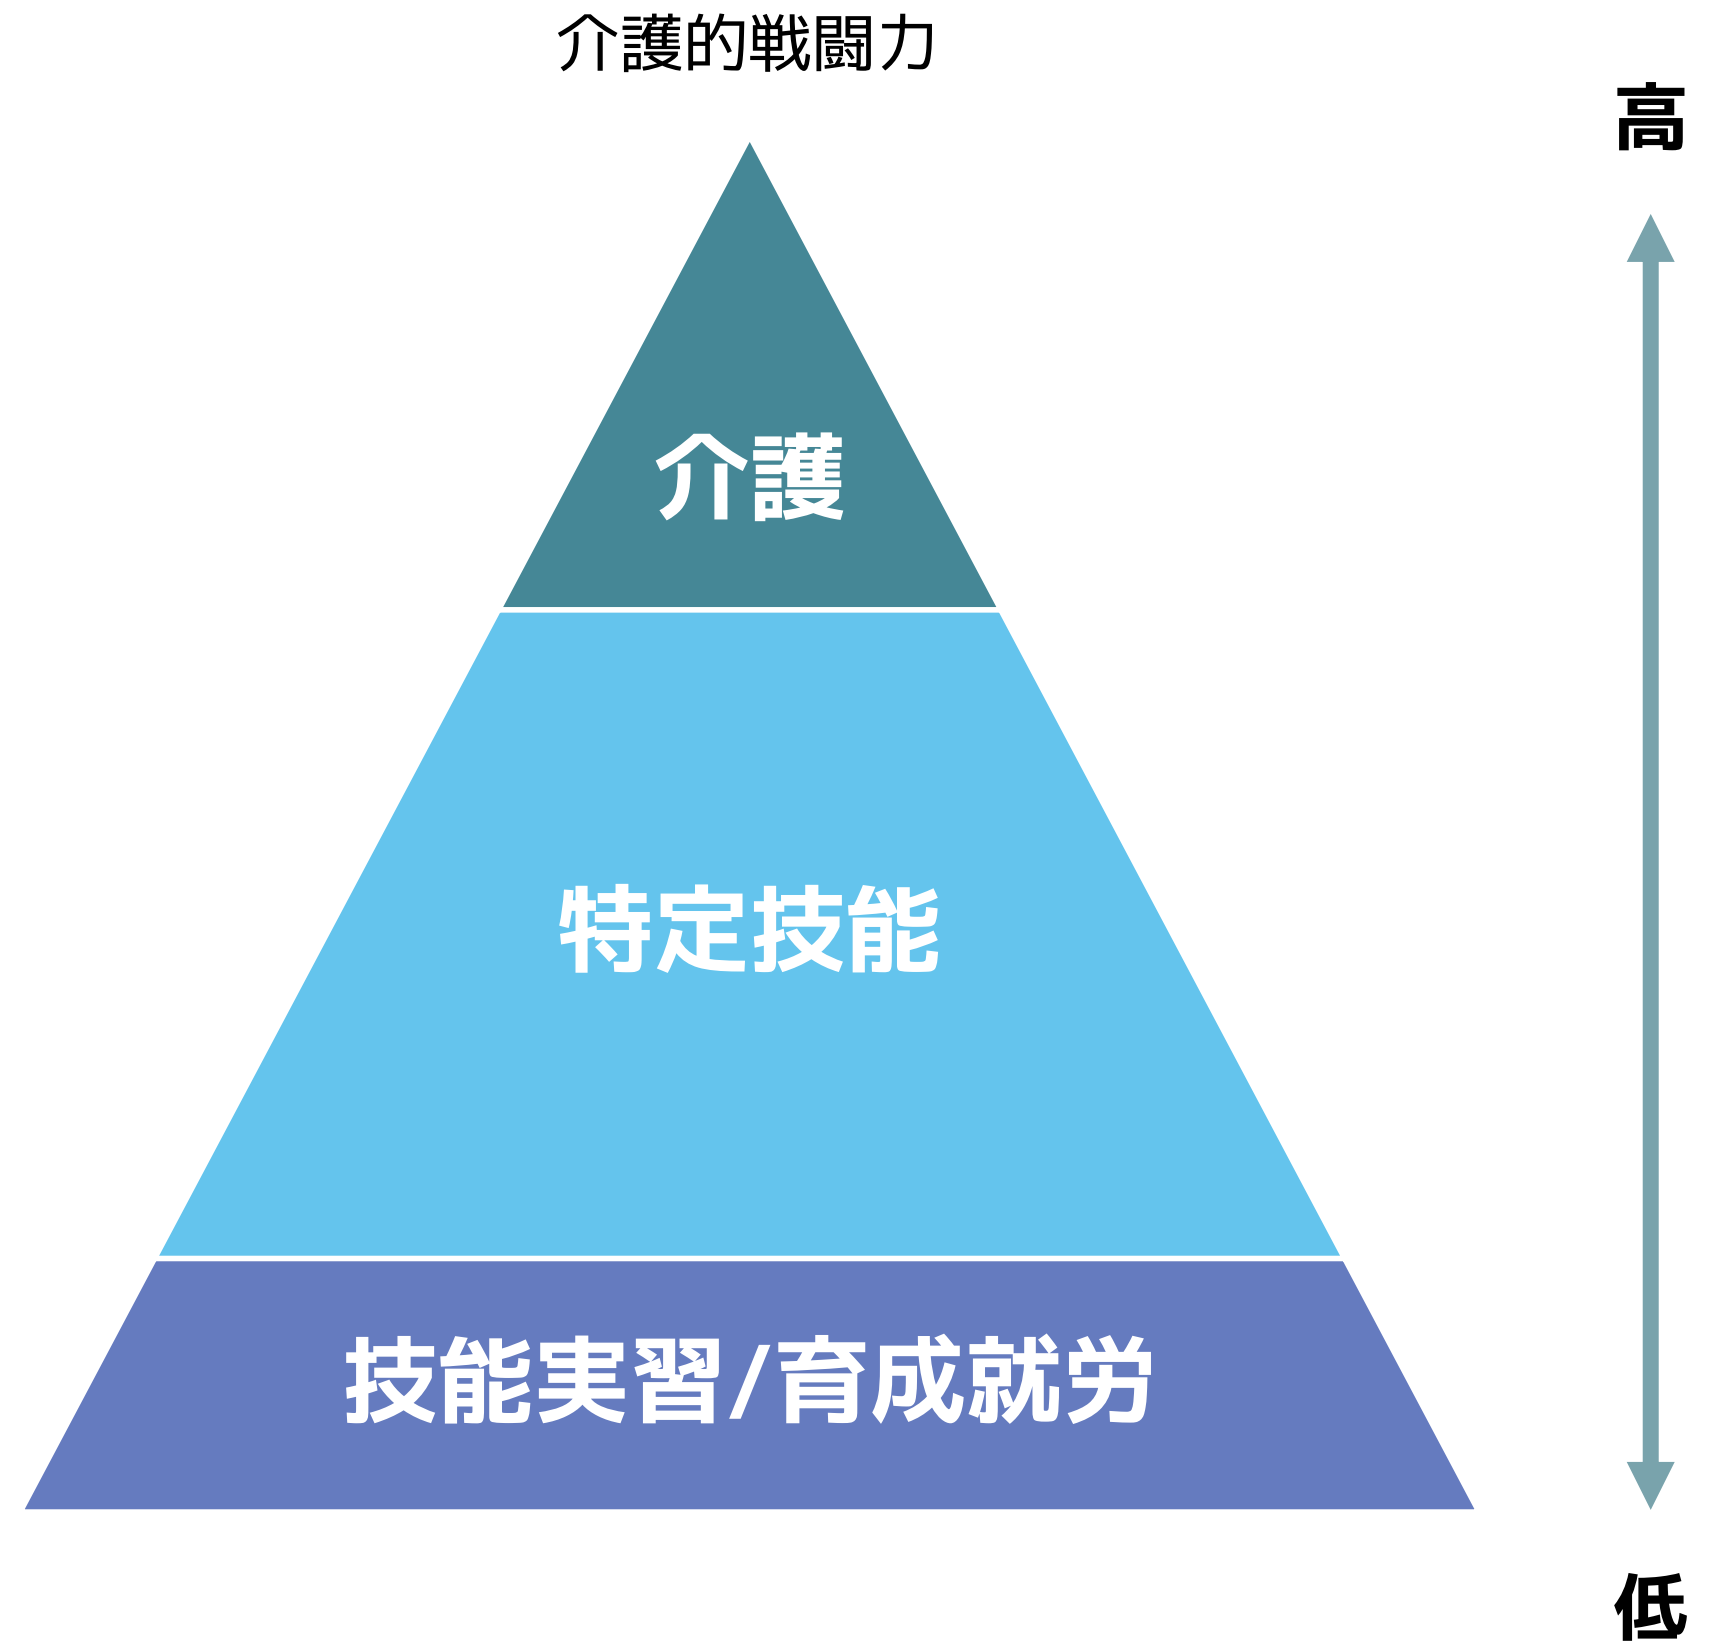 介護的戦闘力
高
介護
特定技能
技能実習/育成就労
低